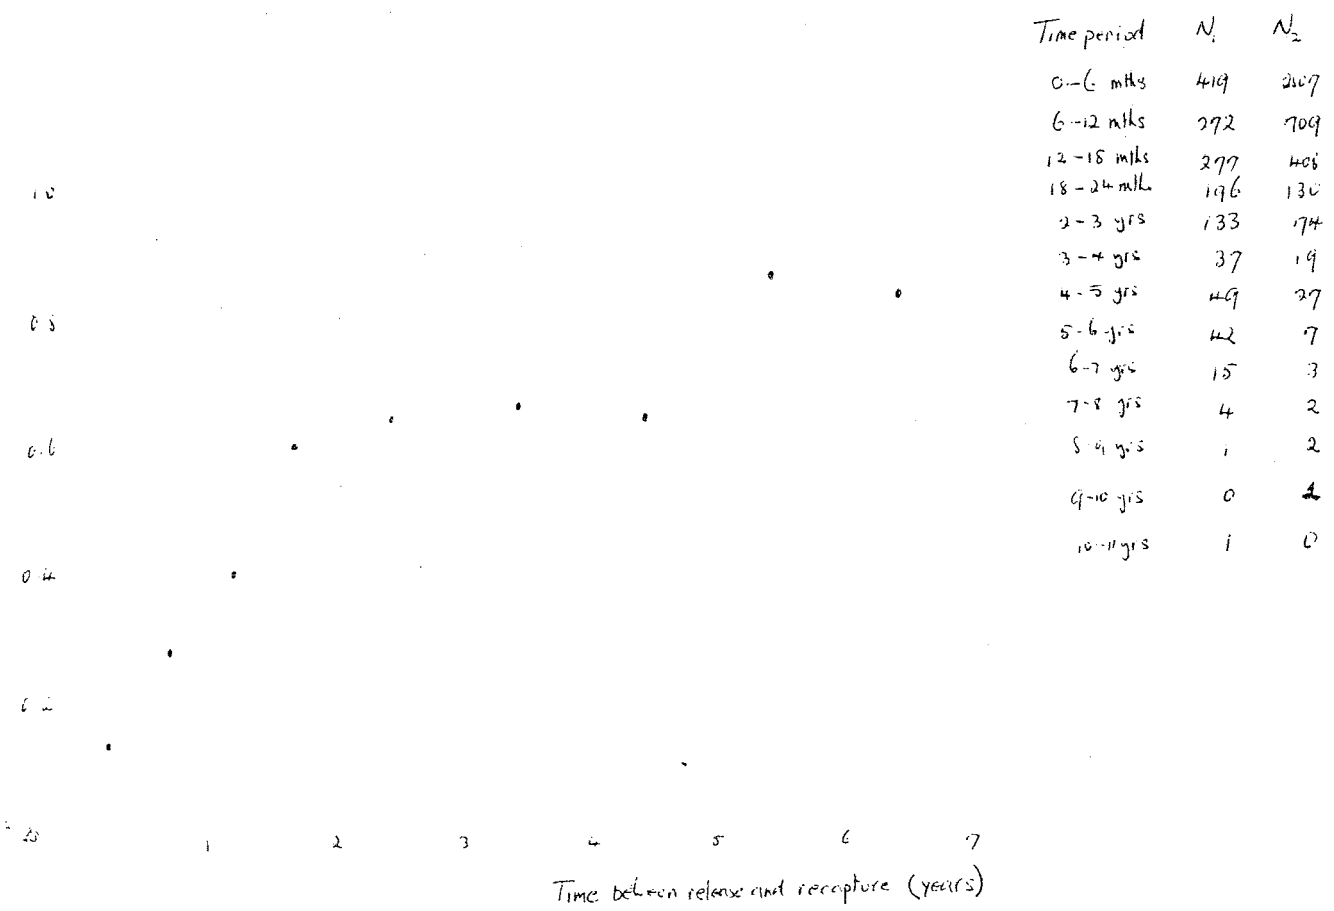 Time period N₁ N₂
0-6 mths 419
6-12 mths 272 709
12-18 mths 277 408
18-24 mths 196 130
2-3 yrs 133 74
3-4 yrs 37 19
4-5 yrs 49 27
5-6 yrs 42 7
6-7 yrs 15 3
7-8 yrs 4 2
8-9 yrs 1 2
9-10 yrs 0 1
10-11 yrs 1 0
1.0
0.8
0.6
0.4
0.2
1 2 3 4 5 6 7
Time between release and recapture (years)